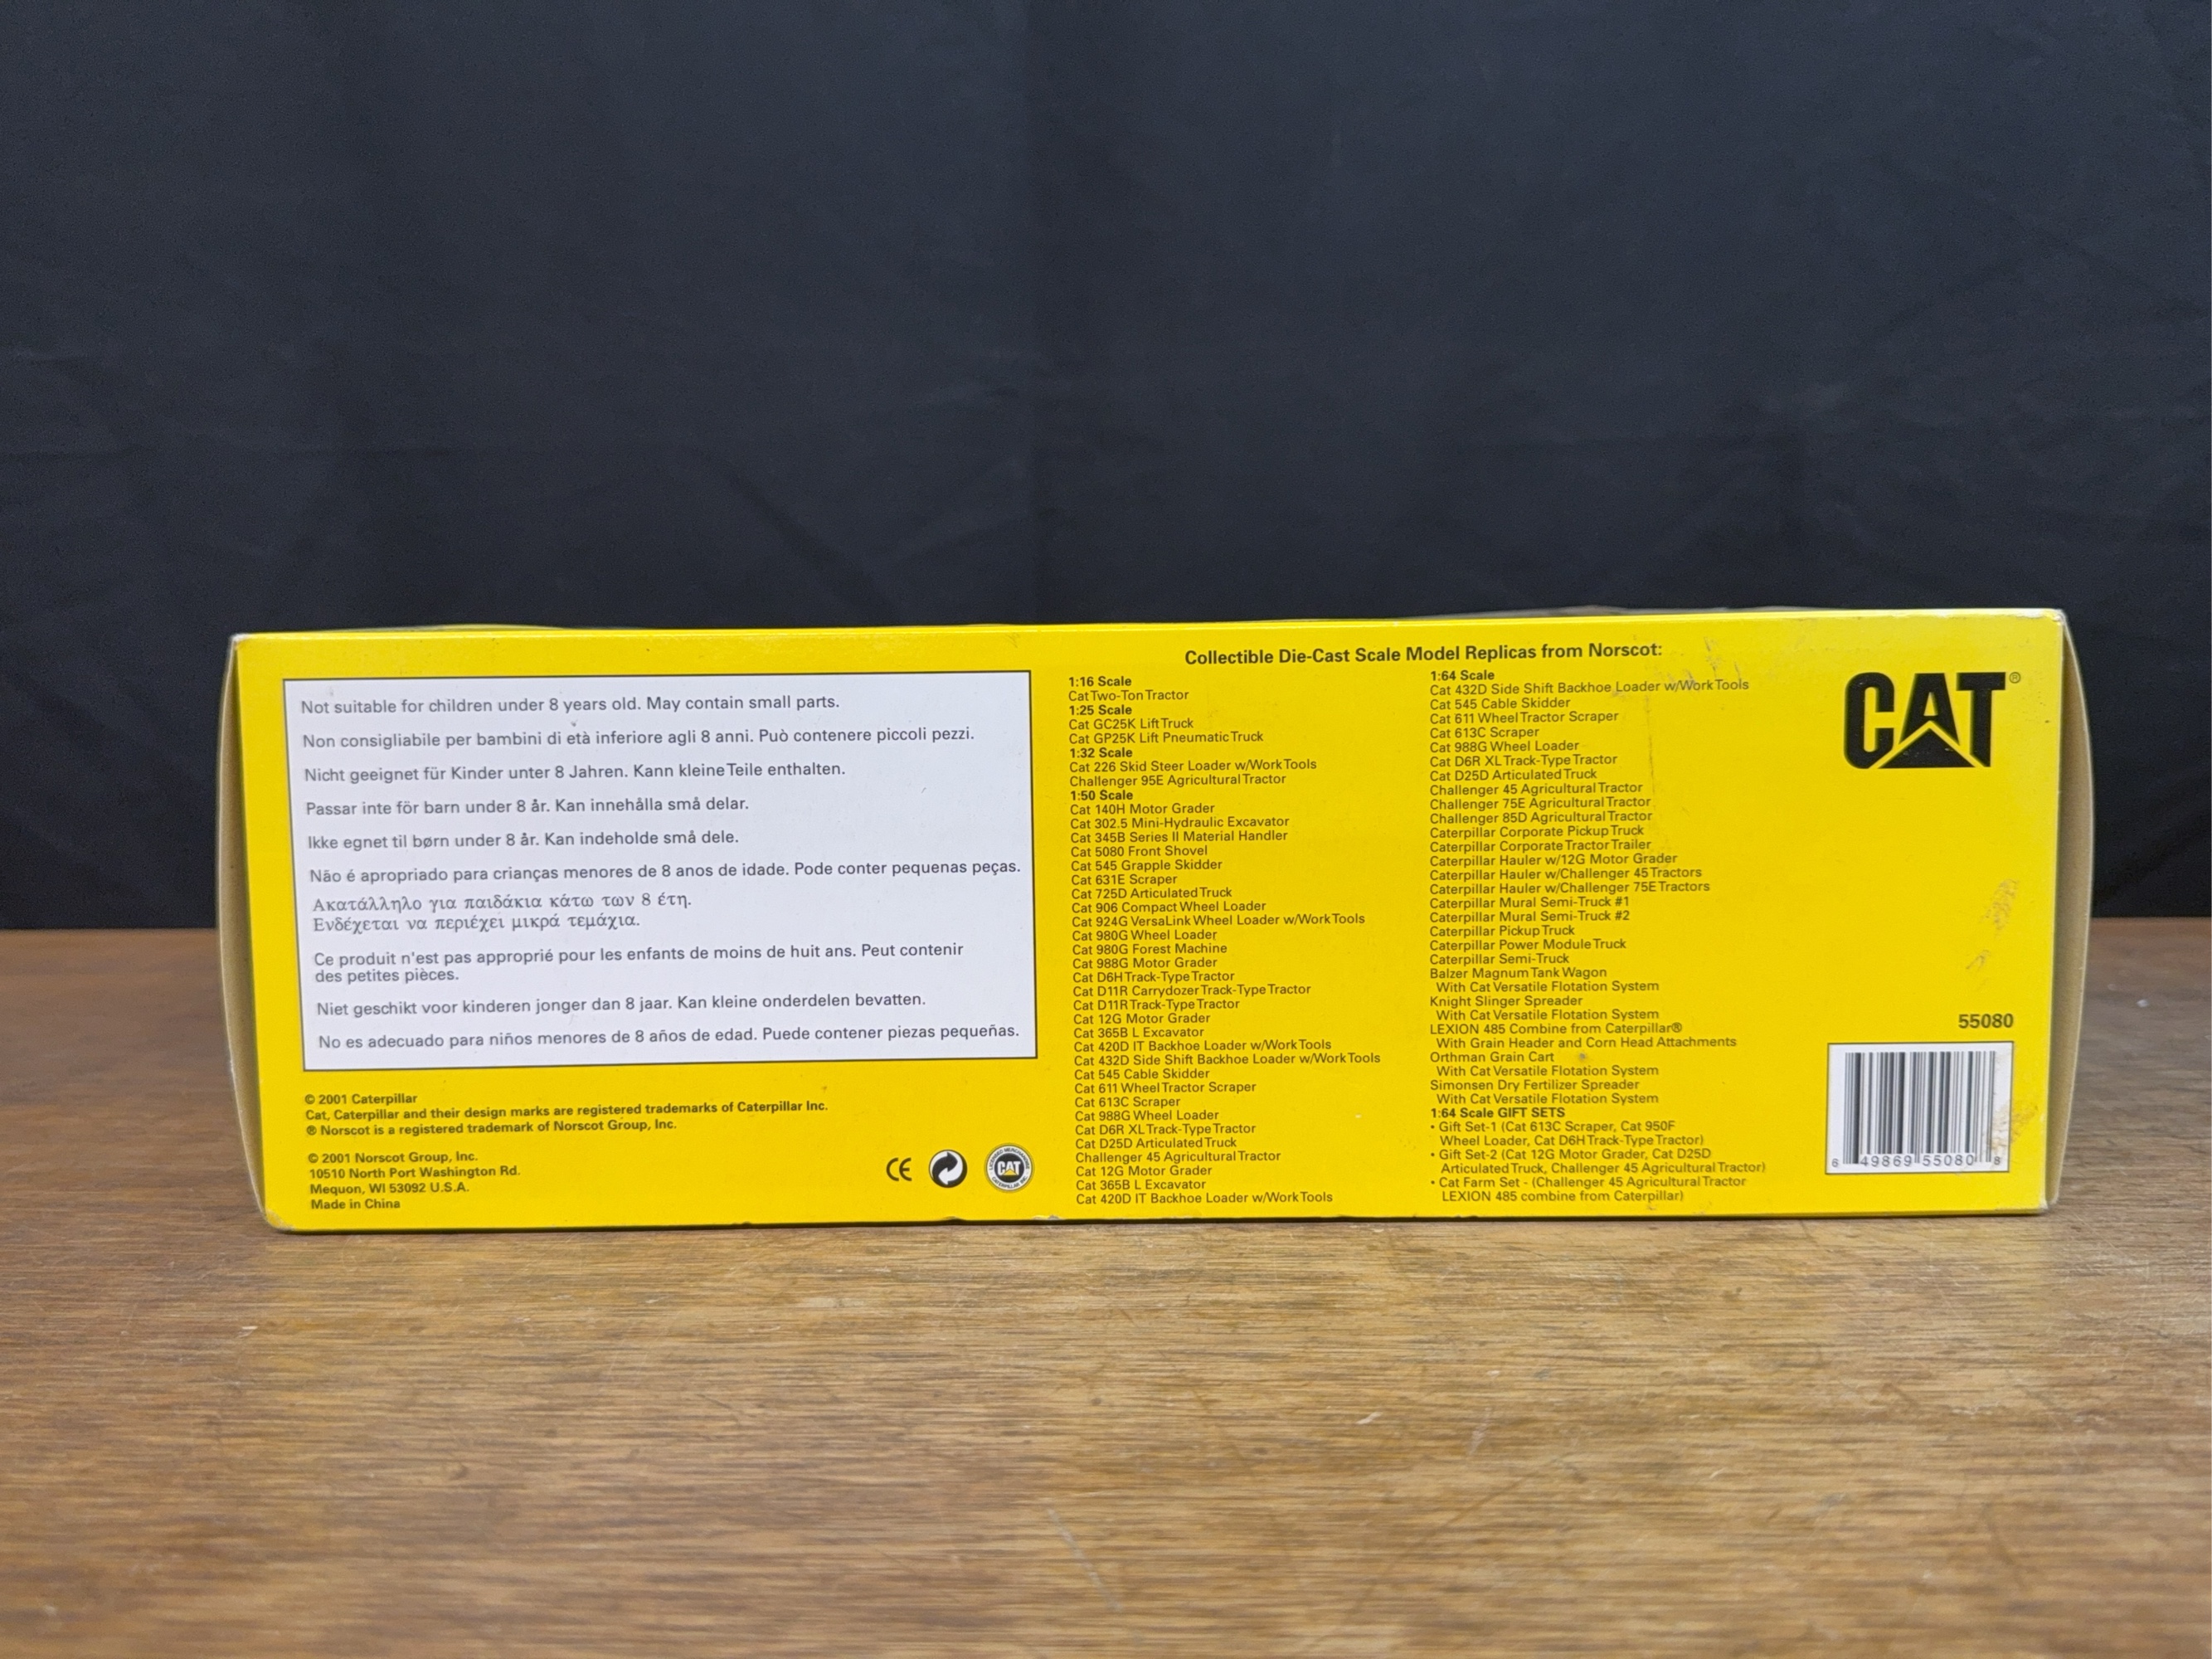 Not suitable for children under 8 years old. May contain small parts.
Non consigliabile per bambini di età inferiore agli 8 anni. Può contenere piccoli pezzi.
Nicht geeignet für Kinder unter 8 Jahren. Kann kleine Teile enthalten.
Passar inte för barn under 8 år. Kan innehålla små delar.
Ikke egnet til børn under 8 år. Kan indeholde små dele.
Não é apropriado para crianças menores de 8 anos de idade. Pode conter pequenas peças.
Ακατάλληλο για παιδάκια κάτω των 8 έτη.
Ενδέχεται να περιέχει μικρά τεμάχια.
Ce produit n'est pas approprié pour les enfants de moins de huit ans. Peut contenir
des petites pièces.
Niet geschikt voor kinderen jonger dan 8 jaar. Kan kleine onderdelen bevatten.
No es adecuado para niños menores de 8 años de edad. Puede contener piezas pequeñas.
© 2001 Caterpillar
Cat, Caterpillar and their design marks are registered trademarks of Caterpillar Inc.
® Norscot is a registered trademark of Norscot Group, Inc.
© 2001 Norscot Group, Inc.
10510 North Port Washington Rd.
Mequon, WI 53092 U.S.A.
Made in China
CE
CAT
Collectible Die-Cast Scale Model Replicas from Norscot:
1:16 Scale
Cat Two-Ton Tractor
1:25 Scale
Cat GC25K Lift Truck
Cat GP25K Lift Pneumatic Truck
1:32 Scale
Cat 226 Skid Steer Loader w/Work Tools
Challenger 95E Agricultural Tractor
1:50 Scale
Cat 140H Motor Grader
Cat 302.5 Mini-Hydraulic Excavator
Cat 345B Series II Material Handler
Cat 5080 Front Shovel
Cat 545 Grapple Skidder
Cat 631E Scraper
Cat 725D Articulated Truck
Cat 906 Compact Wheel Loader
Cat 924G VersaLink Wheel Loader w/Work Tools
Cat 980G Wheel Loader
Cat 980G Forest Machine
Cat 988G Motor Grader
Cat D6H Track-Type Tractor
Cat D11R Carrydozer Track-Type Tractor
Cat D11R Track-Type Tractor
Cat 12G Motor Grader
Cat 365B L Excavator
Cat 420D IT Backhoe Loader w/Work Tools
Cat 432D Side Shift Backhoe Loader w/Work Tools
Cat 545 Cable Skidder
Cat 611 Wheel Tractor Scraper
Cat 613C Scraper
Cat 988G Wheel Loader
Cat D6R XL Track-Type Tractor
Cat D25D Articulated Truck
Challenger 45 Agricultural Tractor
Cat 12G Motor Grader
Cat 365B L Excavator
Cat 420D IT Backhoe Loader w/Work Tools
1:64 Scale
Cat 432D Side Shift Backhoe Loader w/Work Tools
Cat 545 Cable Skidder
Cat 611 Wheel Tractor Scraper
Cat 613C Scraper
Cat 988G Wheel Loader
Cat D6R XL Track-Type Tractor
Cat D25D Articulated Truck
Challenger 45 Agricultural Tractor
Challenger 75E Agricultural Tractor
Challenger 85D Agricultural Tractor
Caterpillar Corporate Pickup Truck
Caterpillar Corporate Tractor Trailer
Caterpillar Hauler w/12G Motor Grader
Caterpillar Hauler w/Challenger 45 Tractors
Caterpillar Hauler w/Challenger 75E Tractors
Caterpillar Mural Semi-Truck #1
Caterpillar Mural Semi-Truck #2
Caterpillar Pickup Truck
Caterpillar Power Module Truck
Caterpillar Semi-Truck
Balzer Magnum Tank Wagon
With Cat Versatile Flotation System
Knight Slinger Spreader
With Cat Versatile Flotation System
LEXION 485 Combine from Caterpillar®
With Grain Header and Corn Head Attachments
Orthman Grain Cart
With Cat Versatile Flotation System
Simonsen Dry Fertilizer Spreader
With Cat Versatile Flotation System
1:64 Scale GIFT SETS
• Gift Set-1 (Cat 613C Scraper, Cat 950F
Wheel Loader, Cat D6H Track-Type Tractor)
• Gift Set-2 (Cat 12G Motor Grader, Cat D25D
Articulated Truck, Challenger 45 Agricultural Tractor)
• Cat Farm Set - (Challenger 45 Agricultural Tractor
LEXION 485 combine from Caterpillar)
CAT®
55080
6 49869 55080 8